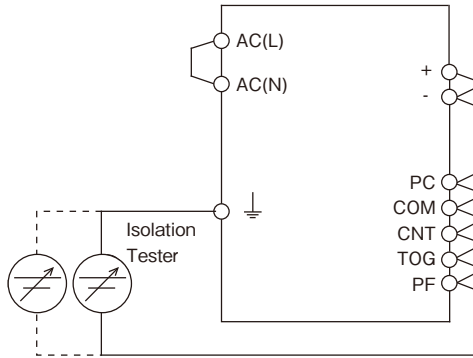 AC(L)
AC(N)
+
-
PC
COM
CNT
TOG
PF
Isolation
Tester